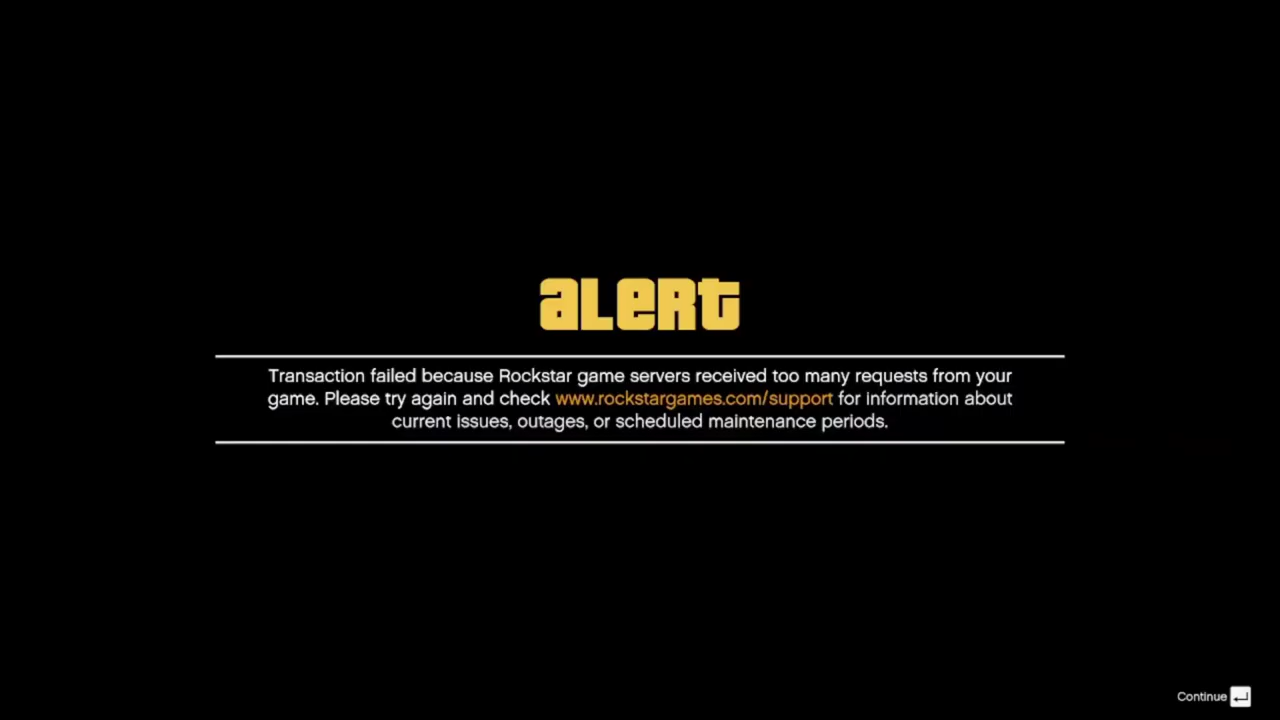 alert
Transaction failed because Rockstar game servers received too many requests from your
game. Please try again and check www.rockstargames.com/support for information about
current issues, outages, or scheduled maintenance periods.
Continue